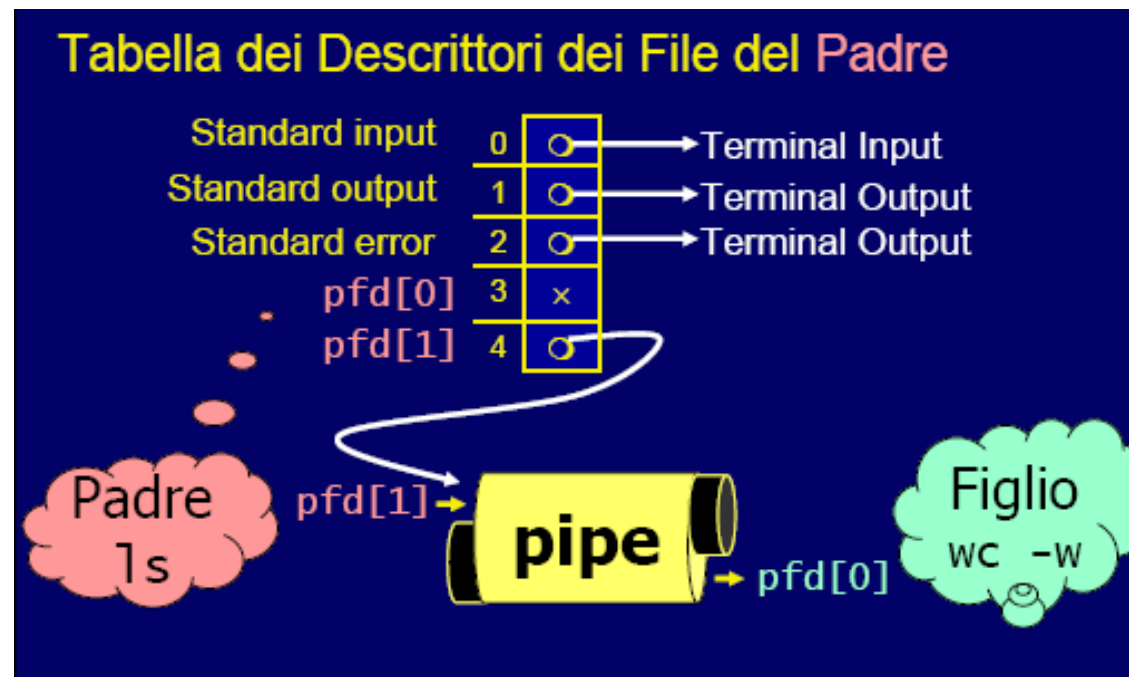 Tabella dei Descrittori dei File del Padre
Standard input 0 Terminal Input
Standard output 1 Terminal Output
Standard error 2 Terminal Output
pfd[0] 3 ×
pfd[1] 4
Padre
ls
pfd[1]
pipe
pfd[0]
Figlio
wc -w